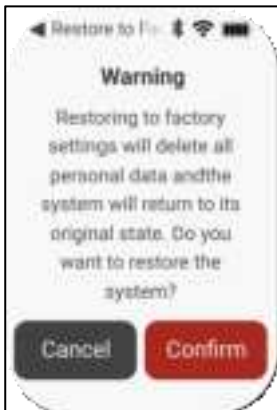 Restore to
Warning
Restoring to factory
settings will delete all
personal data andthe
system will return to its
original state. Do you
want to restore the
system?
Cancel Confirm